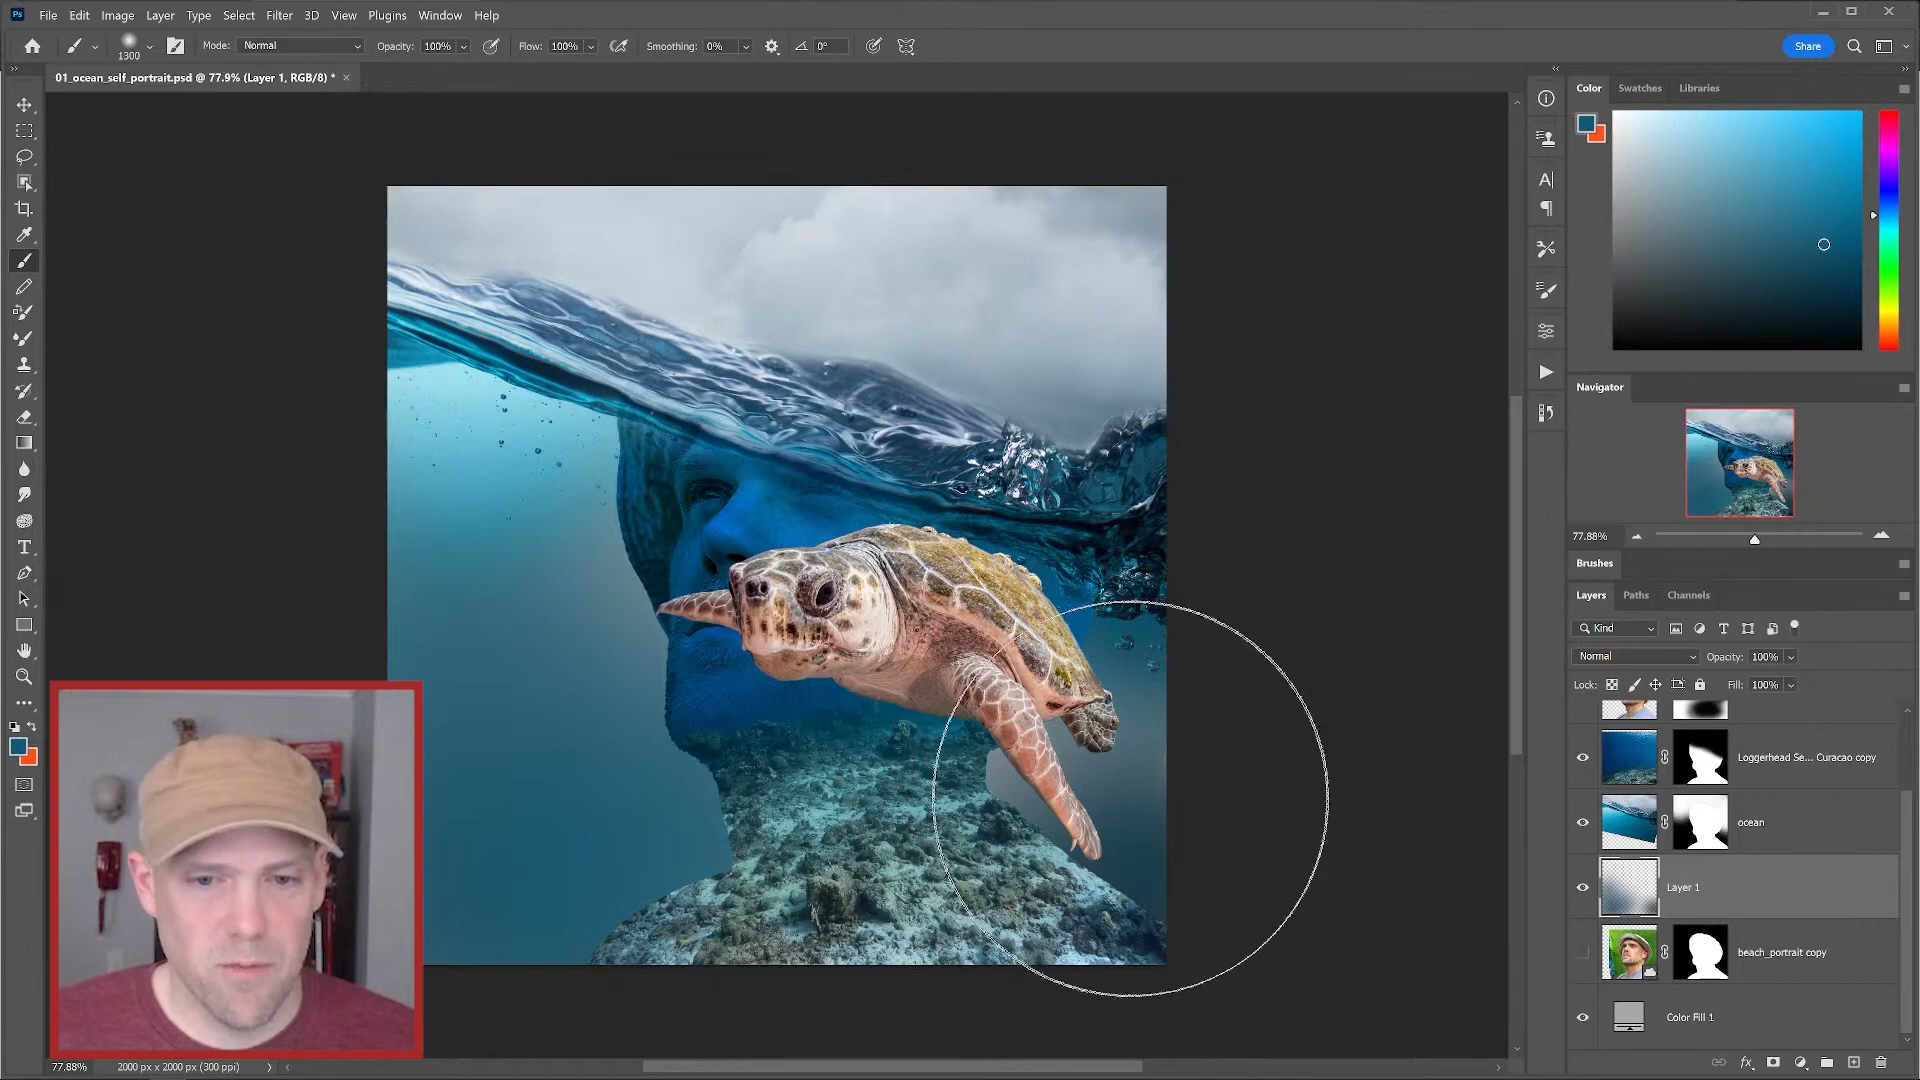 Ps File Edit Image Layer Type Select Filter 3D View Plugins Window Help
1300 Mode: Normal Opacity: 100% Flow: 100% Smoothing: 0% 0° Share
01_ocean_self_portrait.psd @ 77.9% (Layer 1, RGB/8) *
Color Swatches Libraries
Navigator
77.88%
Brushes
Layers Paths Channels
Kind
Normal Opacity: 100%
Lock: Fill: 100%
Loggerhead Se... Curacao copy
ocean
Layer 1
beach_portrait copy
Color Fill 1
77.88% 2000 px x 2000 px (300 ppi)